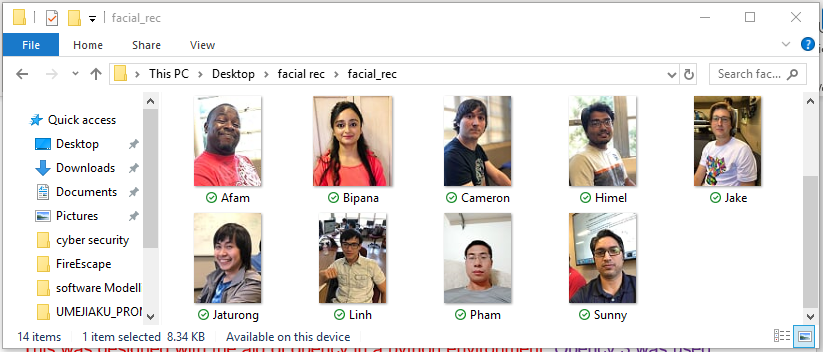 facial_rec
File Home Share View
This PC Desktop facial rec facial_rec
Search fac...
Quick access
Desktop
Downloads
Documents
Pictures
cyber security
FireEscape
software Modell
UMEJIAKU_PROM
Afam Bipana Cameron Himel Jake
Jaturong Linh Pham Sunny
14 items 1 item selected 8.34 KB Available on this device